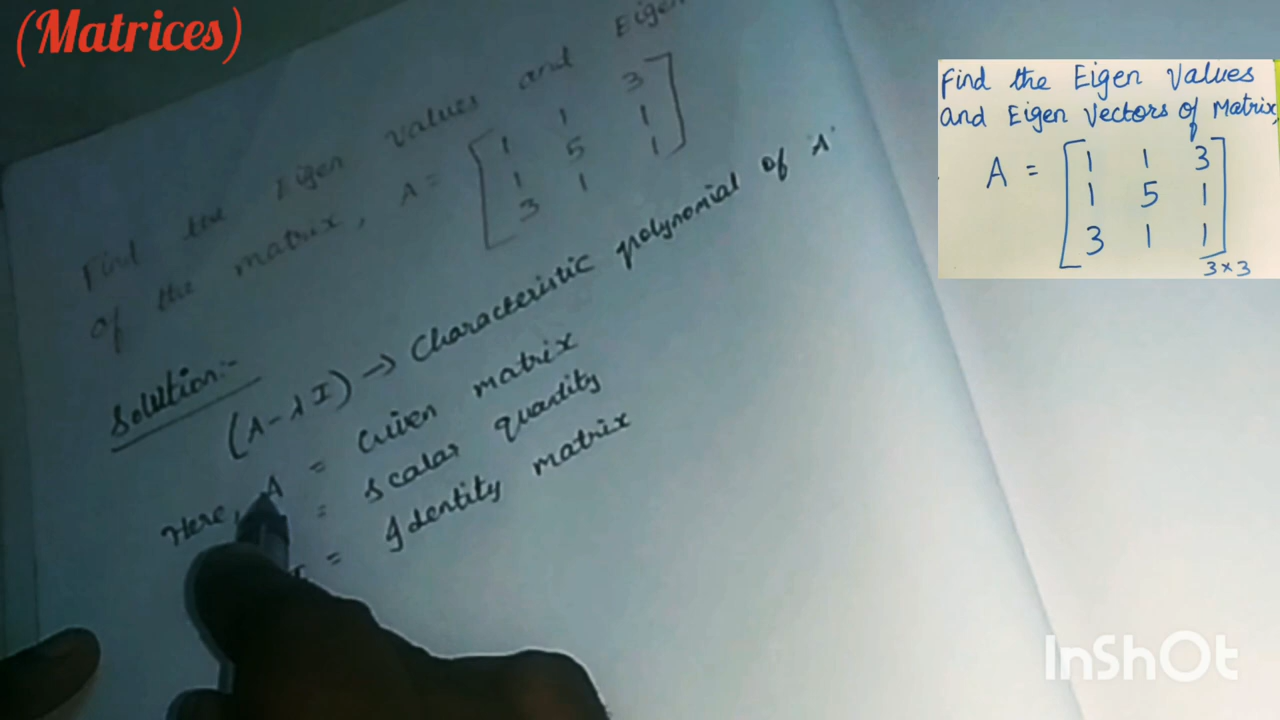 (Matrices)
Find the Eigen values and Eigen
of the matrix, A = [1 1 3
1 5 1
3 1 1]
Solution:-
(A-λI) → Characteristic polynomial of 'A'
Here, A = Given matrix
= Scalar quantity
I = Identity matrix
Find the Eigen Values
and Eigen Vectors of Matrix,
A = [1 1 3
1 5 1
3 1 1]
3×3
InShOt